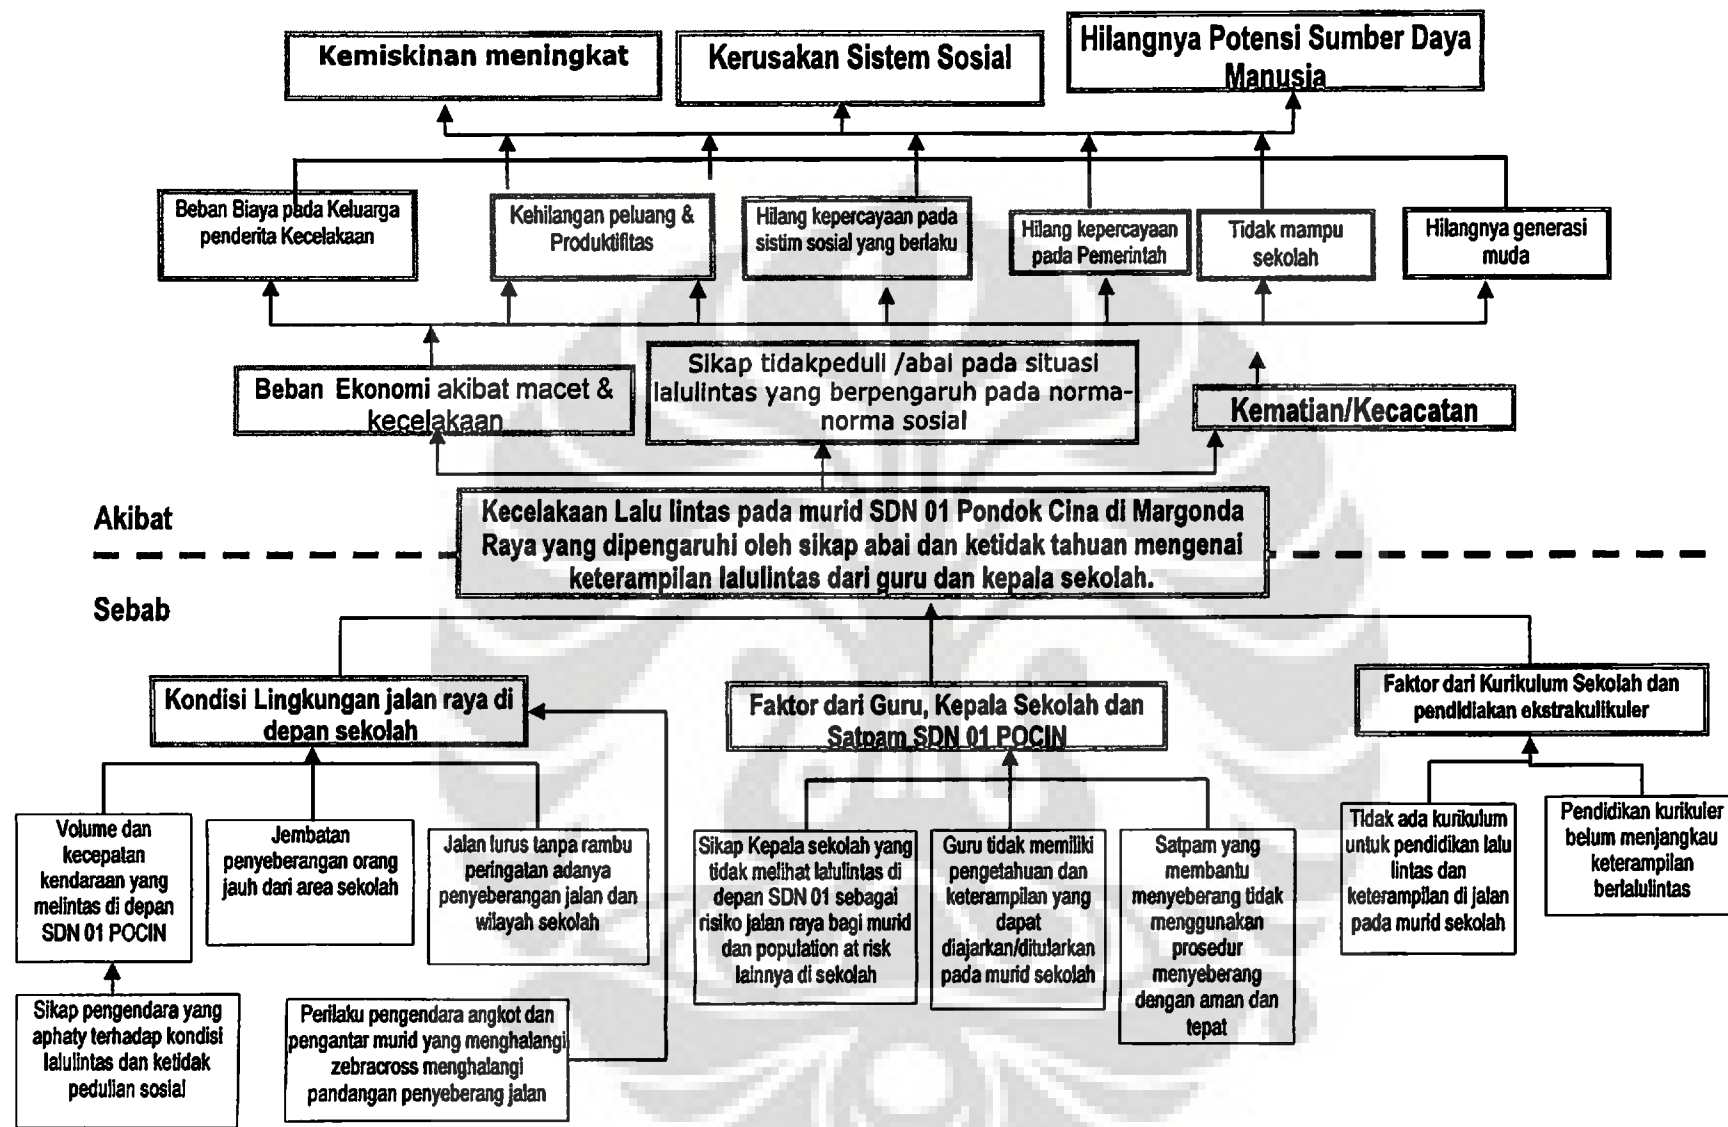 Kemiskinan meningkat
Kerusakan Sistem Sosial
Hilangnya Potensi Sumber Daya
Manusia
Beban Biaya pada Keluarga
penderita Kecelakaan
Kehilangan peluang &
Produktifitas
Hilang kepercayaan pada
sistim sosial yang berlaku
Hilang kepercayaan
pada Pemerintah
Tidak mampu
sekolah
Hilangnya generasi
muda
Beban Ekonomi akibat macet &
kecelakaan
Sikap tidakpeduli /abai pada situasi
lalulintas yang berpengaruh pada norma-
norma sosial
Kematian/Kecacatan
Akibat
Kecelakaan Lalu lintas pada murid SDN 01 Pondok Cina di Margonda
Raya yang dipengaruhi oleh sikap abai dan ketidak tahuan mengenai
keterampilan lalulintas dari guru dan kepala sekolah.
Sebab
Kondisi Lingkungan jalan raya di
depan sekolah
Faktor dari Guru, Kepala Sekolah dan
Satpam SDN 01 POCIN
Faktor dari Kurikulum Sekolah dan
pendidiakan ekstrakulikuler
Volume dan
kecepatan
kendaraan yang
melintas di depan
SDN 01 POCIN
Jembatan
penyeberangan orang
jauh dari area sekolah
Jalan lurus tanpa rambu
peringatan adanya
penyeberangan jalan dan
wilayah sekolah
Sikap Kepala sekolah yang
tidak melihat lalulintas di
depan SDN 01 sebagai
risiko jalan raya bagi murid
dan population at risk
lainnya di sekolah
Guru tidak memiliki
pengetahuan dan
keterampilan yang
dapat
diajarkan/ditularkan
pada murid sekolah
Satpam yang
membantu
menyeberang tidak
menggunakan
prosedur
menyeberang
dengan aman dan
tepat
Tidak ada kurikulum
untuk pendidikan lalu
lintas dan
keterampilan di jalan
pada murid sekolah
Pendidikan kurikuler
belum menjangkau
keterampilan
berlalulintas
Sikap pengendara yang
aphaty terhadap kondisi
lalulintas dan ketidak
pedulian sosial
Perilaku pengendara angkot dan
pengantar murid yang menghalangi
zebracross menghalangi
pandangan penyeberang jalan